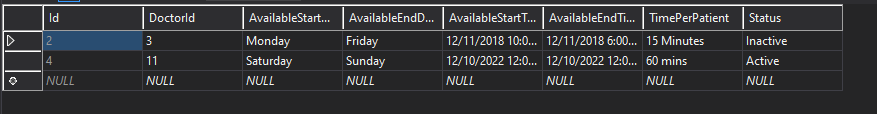 Id DoctorId AvailableStart... AvailableEndD... AvailableStartT... AvailableEndTi... TimePerPatient Status
2 3 Monday Friday 12/11/2018 10:0... 12/11/2018 6:00... 15 Minutes Inactive
4 11 Saturday Sunday 12/10/2022 12:0... 12/10/2022 12:0... 60 mins Active
NULL NULL NULL NULL NULL NULL NULL NULL